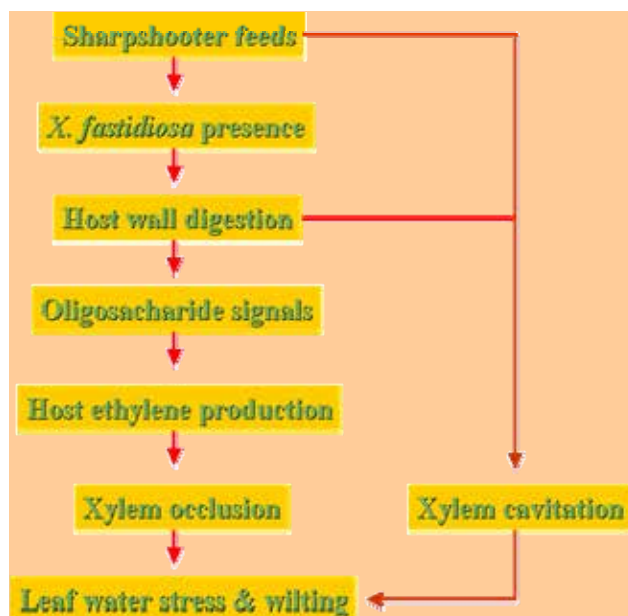 Sharpshooter feeds
X. fastidiosa presence
Host wall digestion
Oligosacharide signals
Host ethylene production
Xylem occlusion
Xylem cavitation
Leaf water stress & wilting